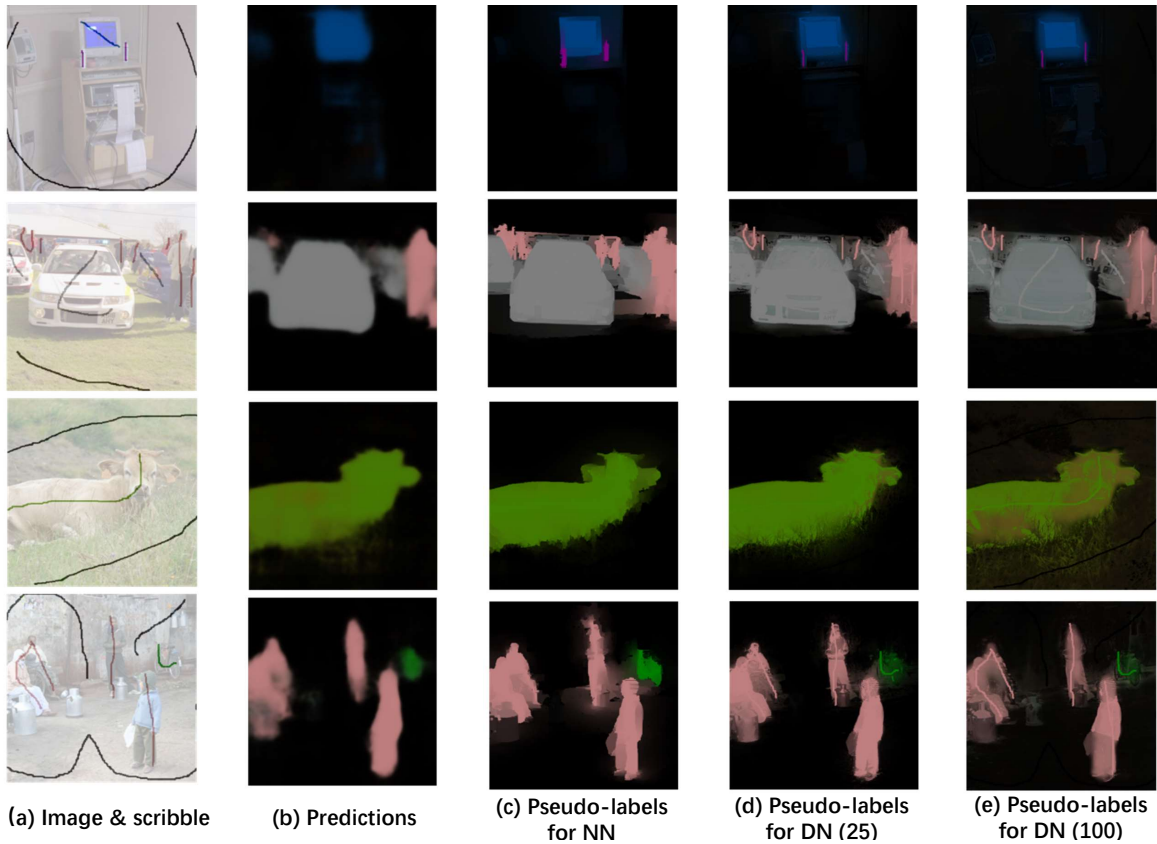 (a) Image & scribble
(b) Predictions
(c) Pseudo-labels
for NN
(d) Pseudo-labels
for DN (25)
(e) Pseudo-labels
for DN (100)